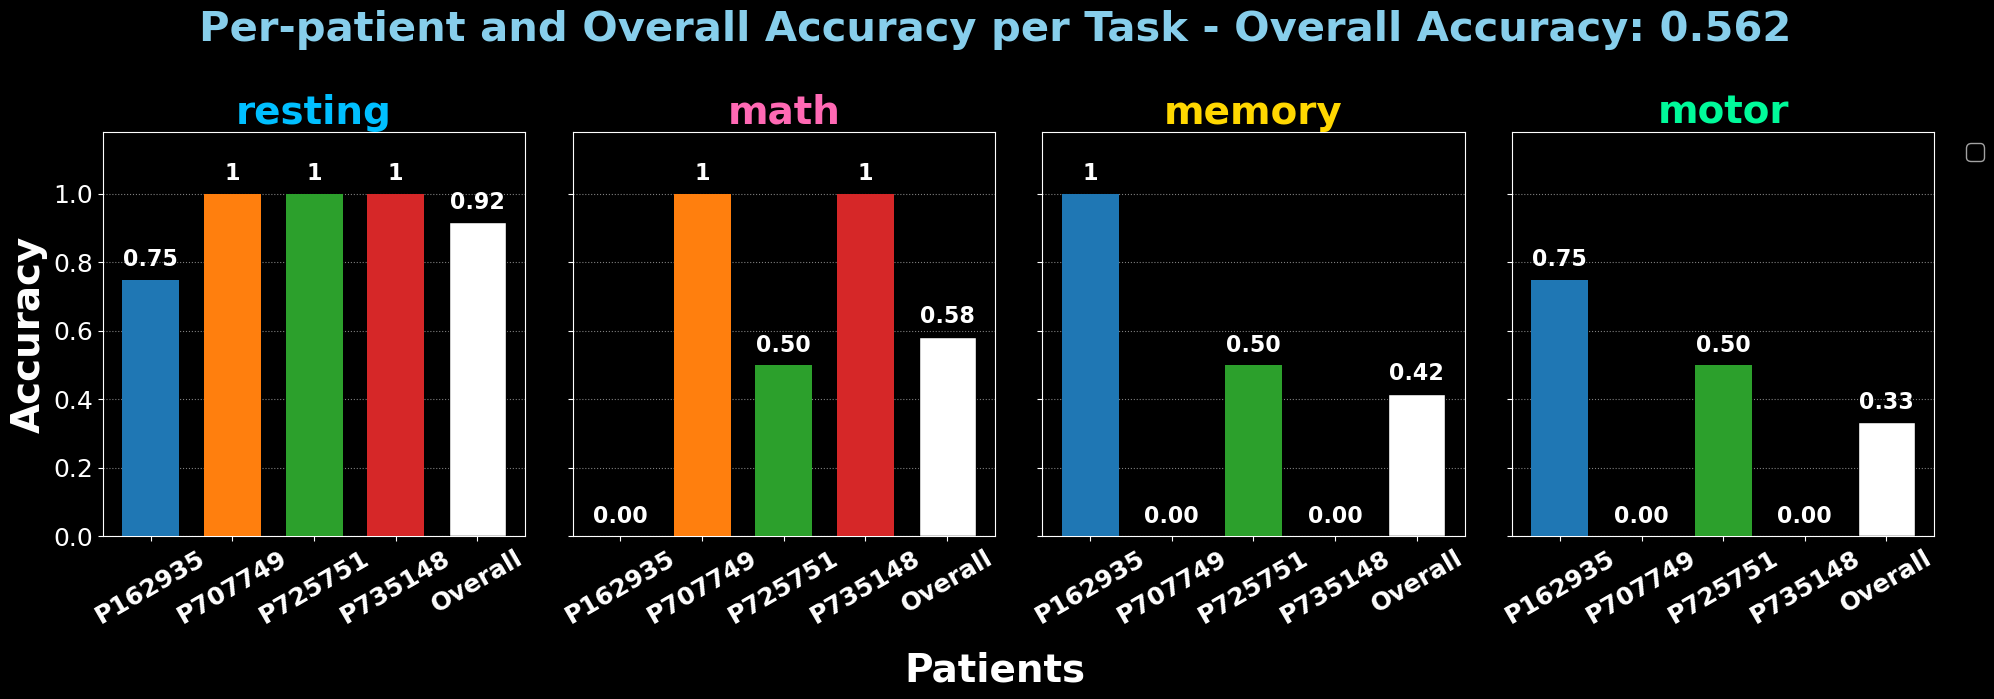 Per-patient and Overall Accuracy per Task - Overall Accuracy: 0.562
resting
math
memory
motor
Accuracy
1.0
0.8
0.6
0.4
0.2
0.0
0.75
1
1
1
0.92
0.00
1
0.50
1
0.58
1
0.00
0.50
0.00
0.42
0.75
0.00
0.50
0.00
0.33
P162935 P707749 P725751 P735148 Overall
P162935 P707749 P725751 P735148 Overall
P162935 P707749 P725751 P735148 Overall
P162935 P707749 P725751 P735148 Overall
Patients